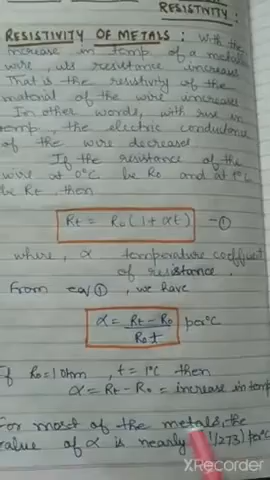 RESISTIVITY :
RESISTIVITY OF METALS : With the
increase in temp of a metallic
wire, its resistance increases
That is the resistivity of the
material of the wire increases
In other words, with rise in
temp, the electric conductance
of the wire decreases
If the resistance of the
wire at 0°C be R₀ and at t°C
be Rt, then
Rt = R₀ (1 + αt) -①
where, α temperature coefficient
of resistance.
From eq ①, we have
α = Rt - R₀ / R₀ t per°C
If R₀ = 1 Ohm, t = 1°C then
α = Rt - R₀ = increase in temp
For most of the metals, the
value of α is nearly (1/273) per°C
XRecorder